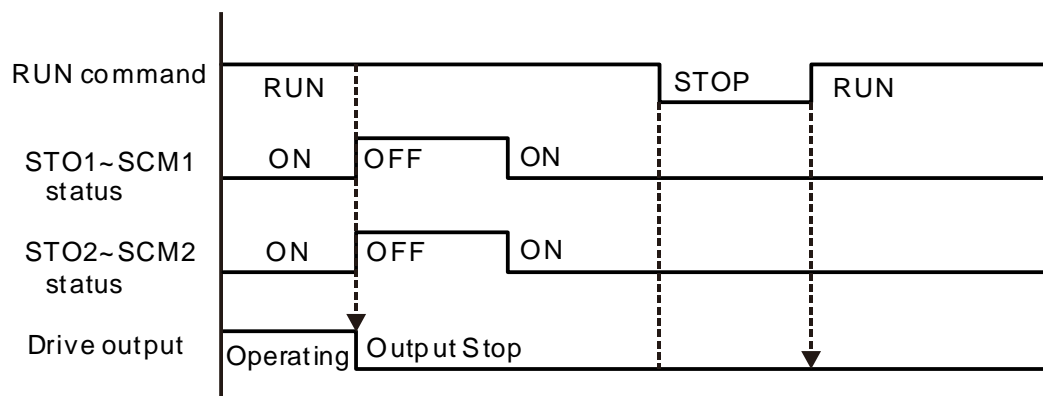 RUN command
RUN
STOP
RUN
STO1~SCM1
status
ON
OFF
ON
STO2~SCM2
status
ON
OFF
ON
Drive output
Operating
Output Stop